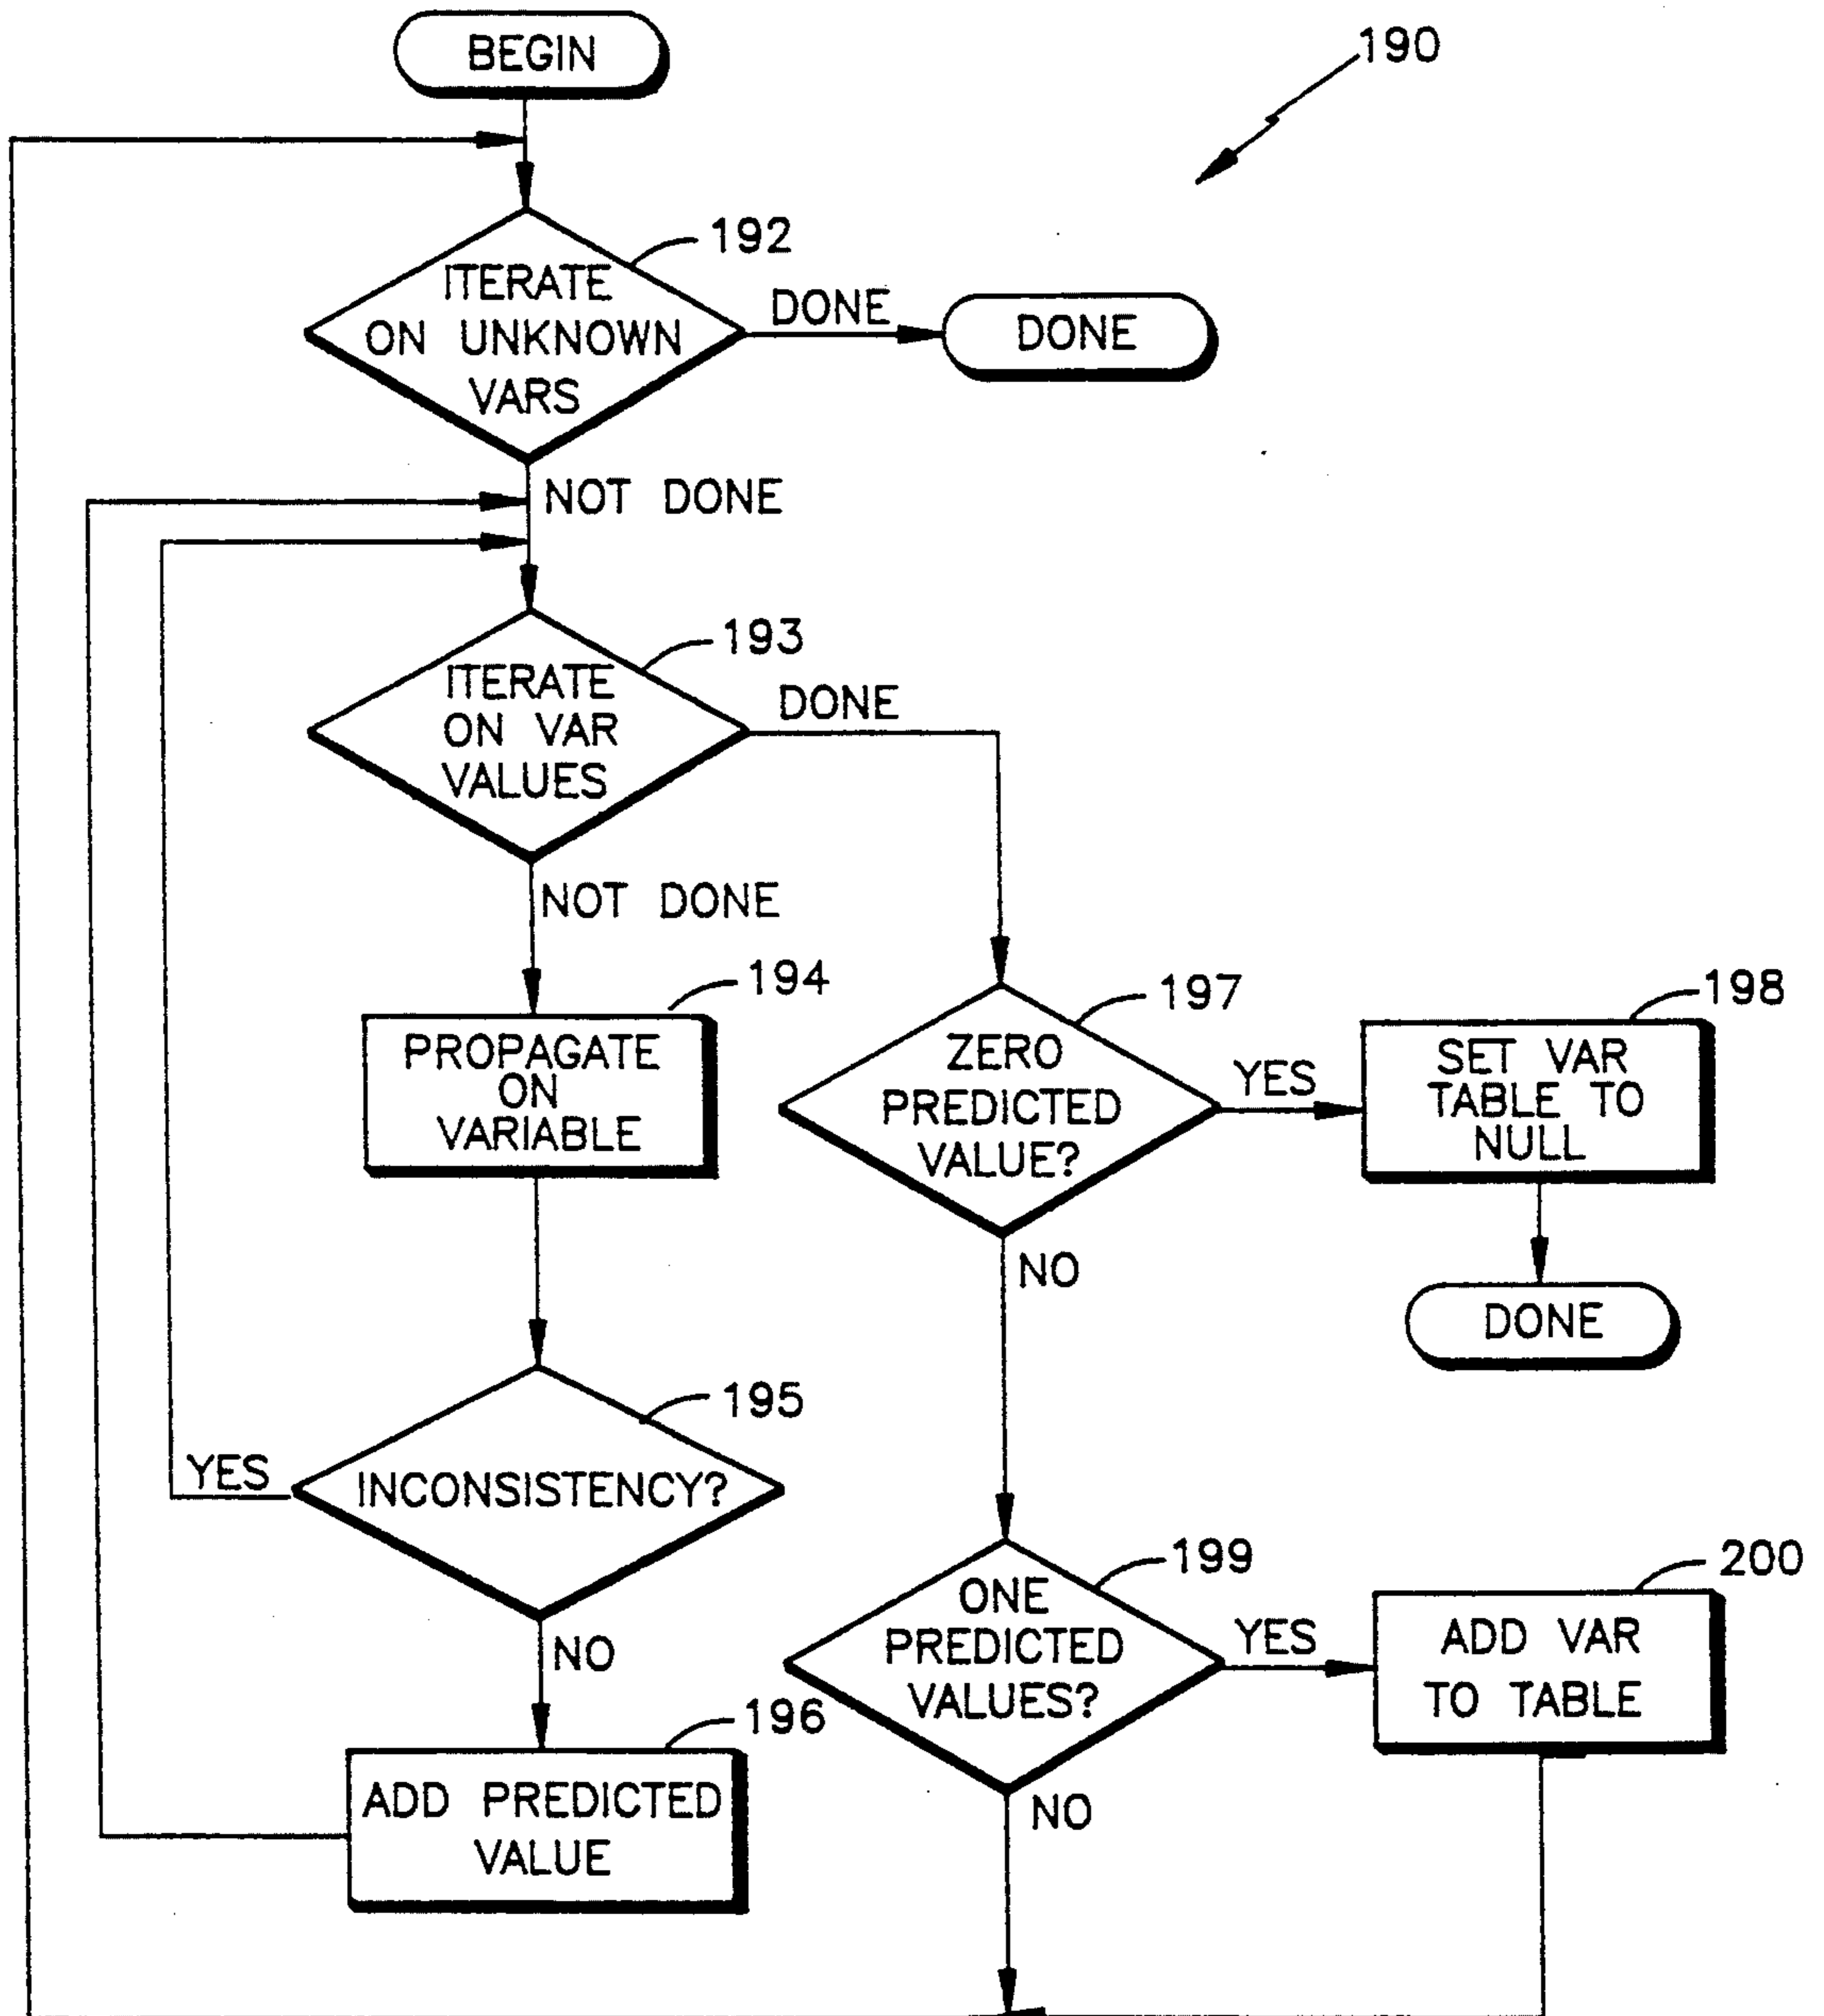 BEGIN
190
192
ITERATE
ON UNKNOWN
VARS
DONE
DONE
NOT DONE
193
ITERATE
ON VAR
VALUES
DONE
NOT DONE
194
PROPAGATE
ON
VARIABLE
197
ZERO
PREDICTED
VALUE?
YES
198
SET VAR
TABLE TO
NULL
NO
DONE
195
INCONSISTENCY?
YES
NO
199
ONE
PREDICTED
VALUES?
YES
200
ADD VAR
TO TABLE
196
ADD PREDICTED
VALUE
NO